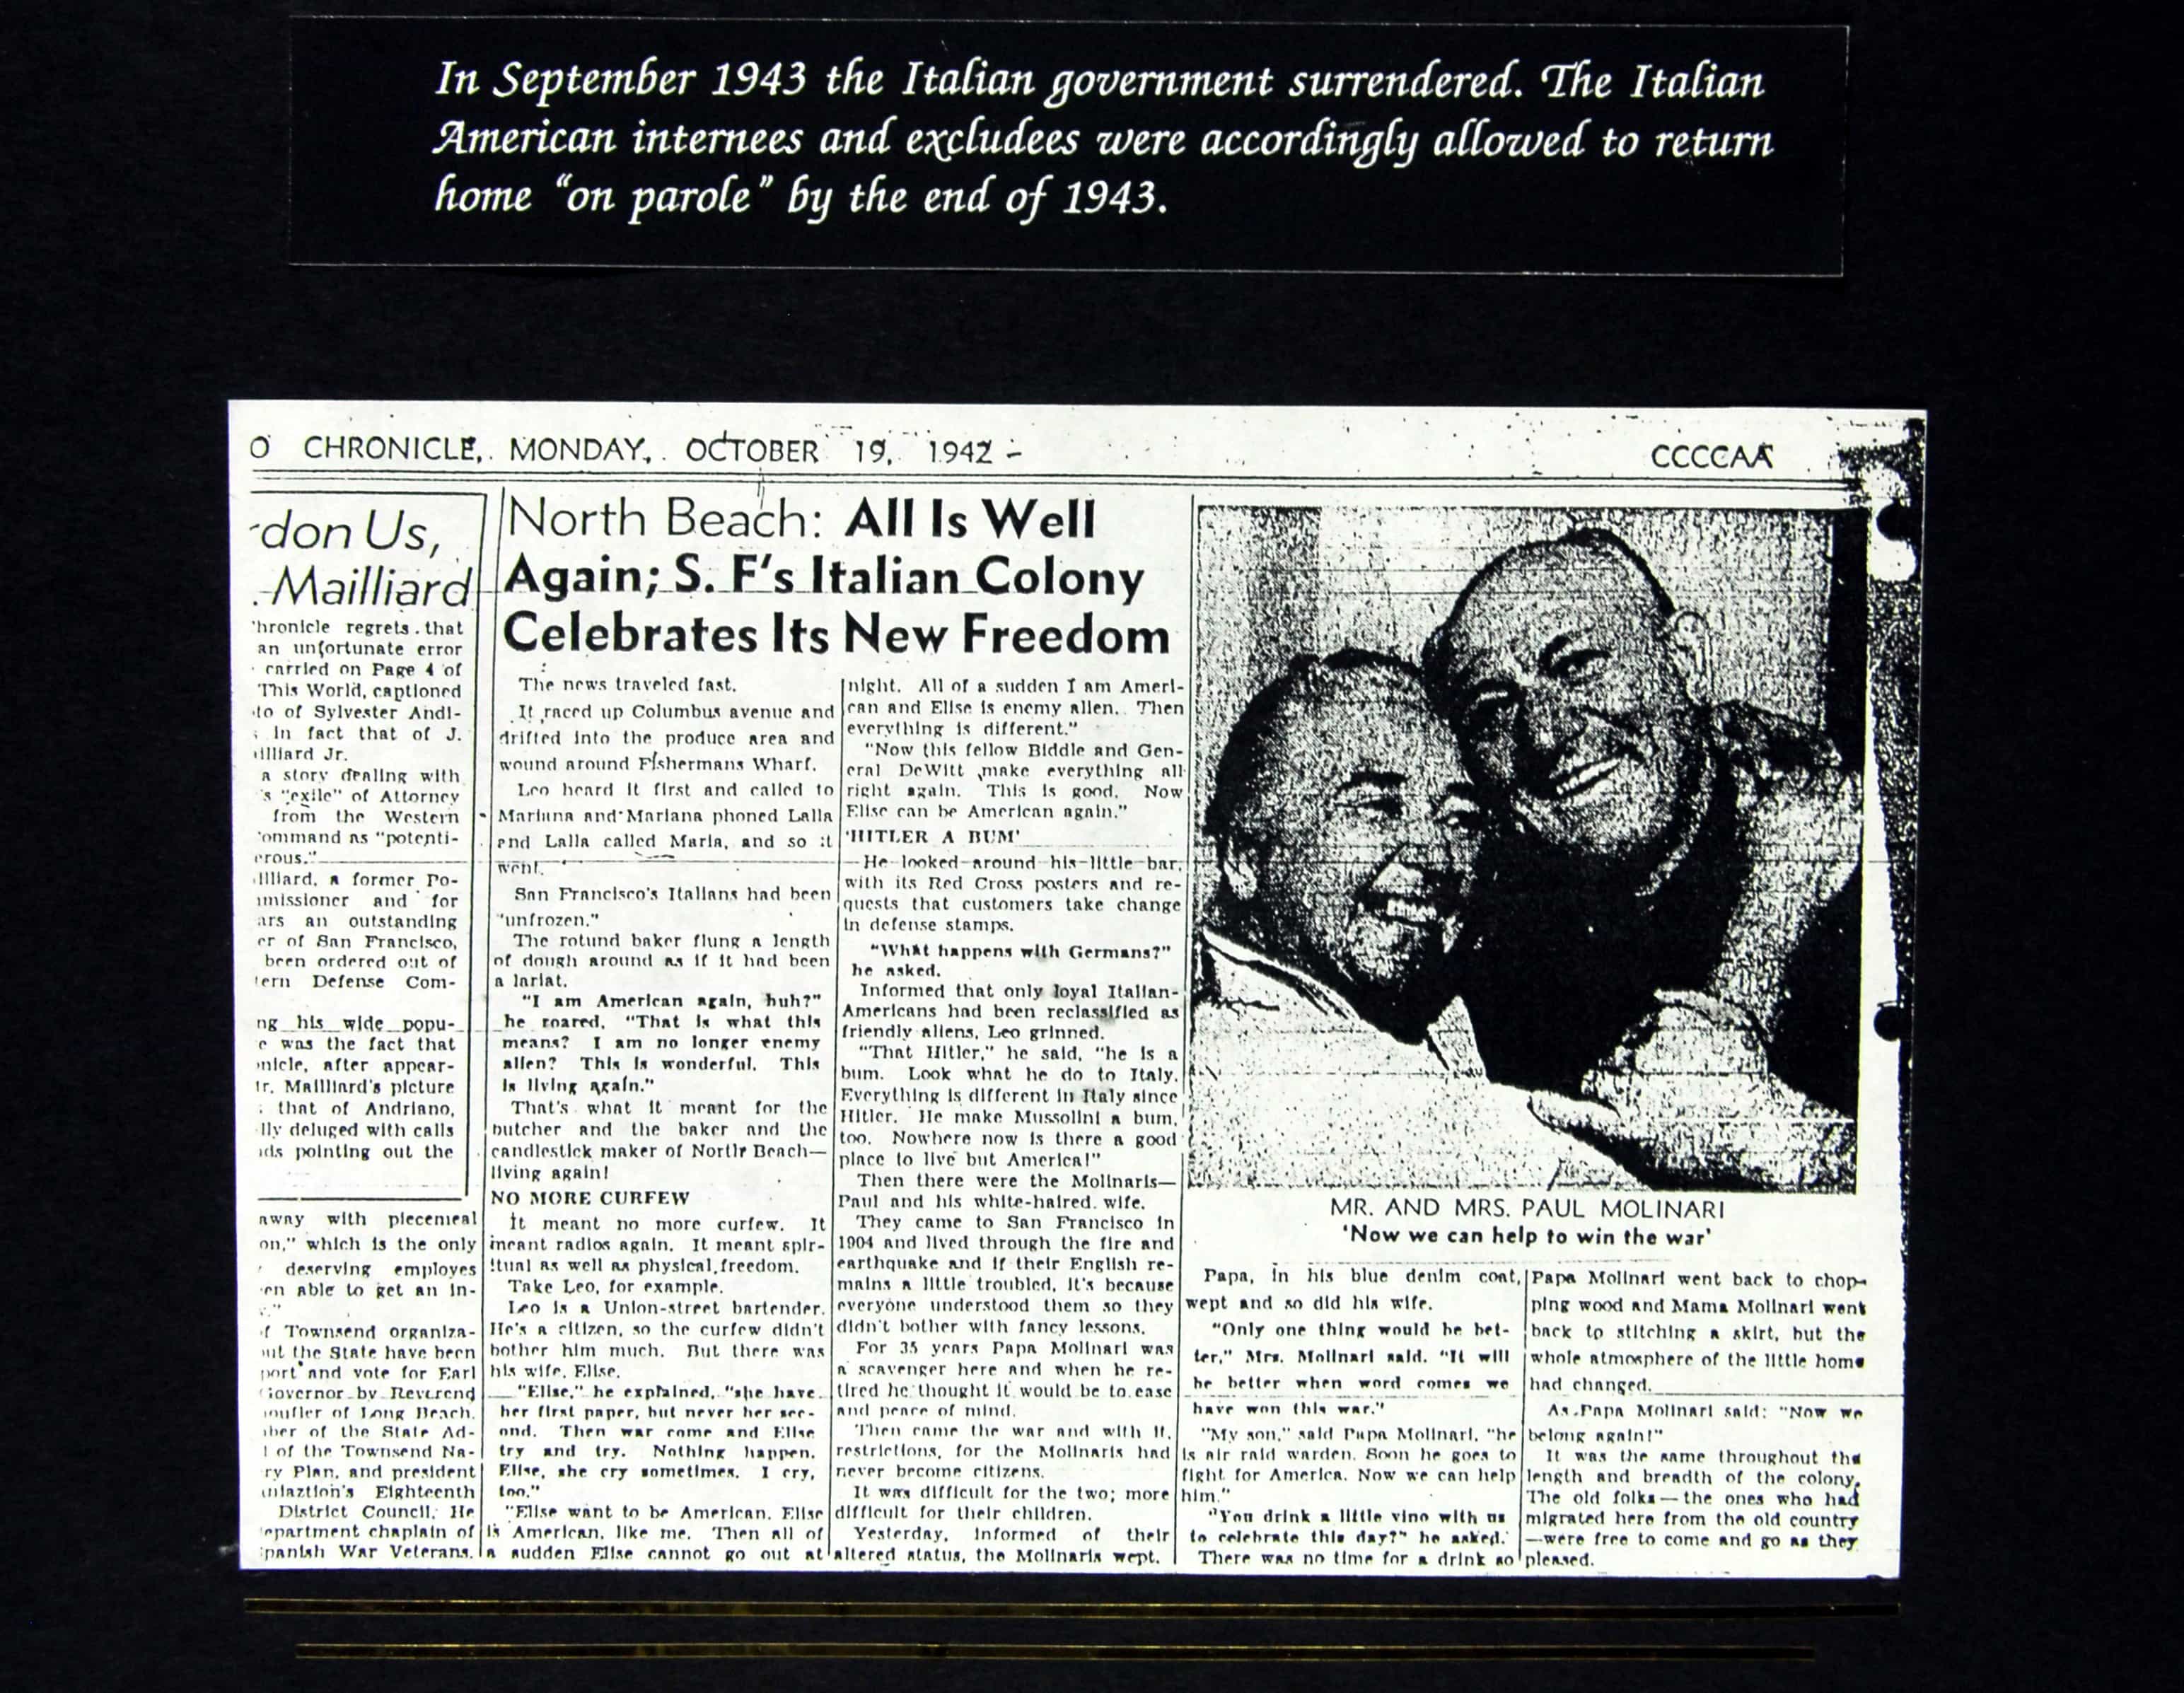 In September 1943 the Italian government surrendered. The Italian
American internees and excludees were accordingly allowed to return
home “on parole” by the end of 1943.
O CHRONICLE, MONDAY, OCTOBER 19, 1942 -
CCCCAA
don Us,
Mailliard
hronicle regrets that
an unfortunate error
carried on Page 4 of
This World, captioned
to of Sylvester Andi-
in fact that of J.
illiard Jr.
a story dealing with
's "exile" of Attorney
from the Western
ommand as "potenti-
erous."
illiard, a former Po-
missioner and for
ars an outstanding
er of San Francisco,
been ordered out of
tern Defense Com-
ng his wide popu-
e was the fact that
nicle, after appear-
Mailliard's picture
that of Andriano,
lly deluged with calls
ids pointing out the
away with piecemeal
on," which is the only
deserving employes
en able to get an in-
f Townsend organiza-
out the State have been
port and vote for Earl
Governor by Reverend
of Long Beach,
ber of the State Ad-
of the Townsend Na-
ry Plan, and president
Eighteenth
District Council. He
epartment chaplain of
panish War Veterans.
North Beach: All Is Well
Again; S. F's Italian Colony
Celebrates Its New Freedom
The news traveled fast.
It raced up Columbus avenue and
drifted into the produce area and
wound around Fishermans Wharf.
Leo heard it first and called to
Mariana and Mariana phoned Lalla
and Lalla called Maria, and so it
went.
San Francisco's Italians had been
"unfrozen."
The rotund baker flung a length
of dough around as if it had been
a lariat.
"I am American again, huh?"
he roared. "That is what this
means? I am no longer enemy
alien? This is wonderful. This
is living again."
That's what it meant for the
butcher and the baker and the
candlestick maker of North Beach—
living again!
NO MORE CURFEW
It meant no more curfew. It
meant radios again. It meant spir-
itual as well as physical freedom.
Take Leo, for example.
Leo is a Union-street bartender.
He's a citizen, so the curfew didn't
bother him much. But there was
his wife, Elise.
"Elise," he explained, "she have
her first paper, but never her sec-
ond. Then war come and Elise
try and try. Nothing happen.
Elise, she cry sometimes. I cry,
too."
"Elise want to be American. Elise
is American, like me. Then all of
a sudden Elise cannot go out at
night. All of a sudden I am Ameri-
can and Elise is enemy alien. Then
everything is different."
"Now this fellow Biddle and Gen-
eral DeWitt make everything all
right again. This is good. Now
Elise can be American again."
'HITLER A BUM'
He looked around his little bar,
with its Red Cross posters and re-
quests that customers take change
in defense stamps.
"What happens with Germans?"
he asked.
Informed that only loyal Italian-
Americans had been reclassified as
friendly aliens, Leo grinned.
"That Hitler," he said, "he is a
bum. Look what he do to Italy.
Everything is different in Italy since
Hitler. He make Mussolini a bum,
too. Nowhere now is there a good
place to live but America!"
Then there were the Molinaris—
Paul and his white-haired wife.
They came to San Francisco in
1904 and lived through the fire and
earthquake and if their English re-
mains a little troubled, it's because
everyone understood them so they
didn't bother with fancy lessons.
For 35 years Papa Molinari was
a scavenger here and when he re-
tired he thought it would be to ease
and peace of mind.
Then came the war and with it,
restrictions, for the Molinaris had
never become citizens.
It was difficult for the two; more
difficult for their children.
Yesterday, informed of their
altered status, the Molinaris wept.
MR. AND MRS. PAUL MOLINARI
'Now we can help to win the war'
Papa, in his blue denim coat,
wept and so did his wife.
"Only one thing would be bet-
ter," Mrs. Molinari said. "It will
be better when word comes we
have won this war."
"My son," said Papa Molinari, "he
is air raid warden. Soon he goes to
fight for America. Now we can help
him."
"You drink a little vino with us
to celebrate this day?" he asked.
There was no time for a drink so
Papa Molinari went back to chop-
ping wood and Mama Molinari went
back to stitching a skirt, but the
whole atmosphere of the little home
had changed.
As Papa Molinari said: "Now we
belong again!"
It was the same throughout the
length and breadth of the colony.
The old folks—the ones who had
migrated here from the old country
—were free to come and go as they
pleased.